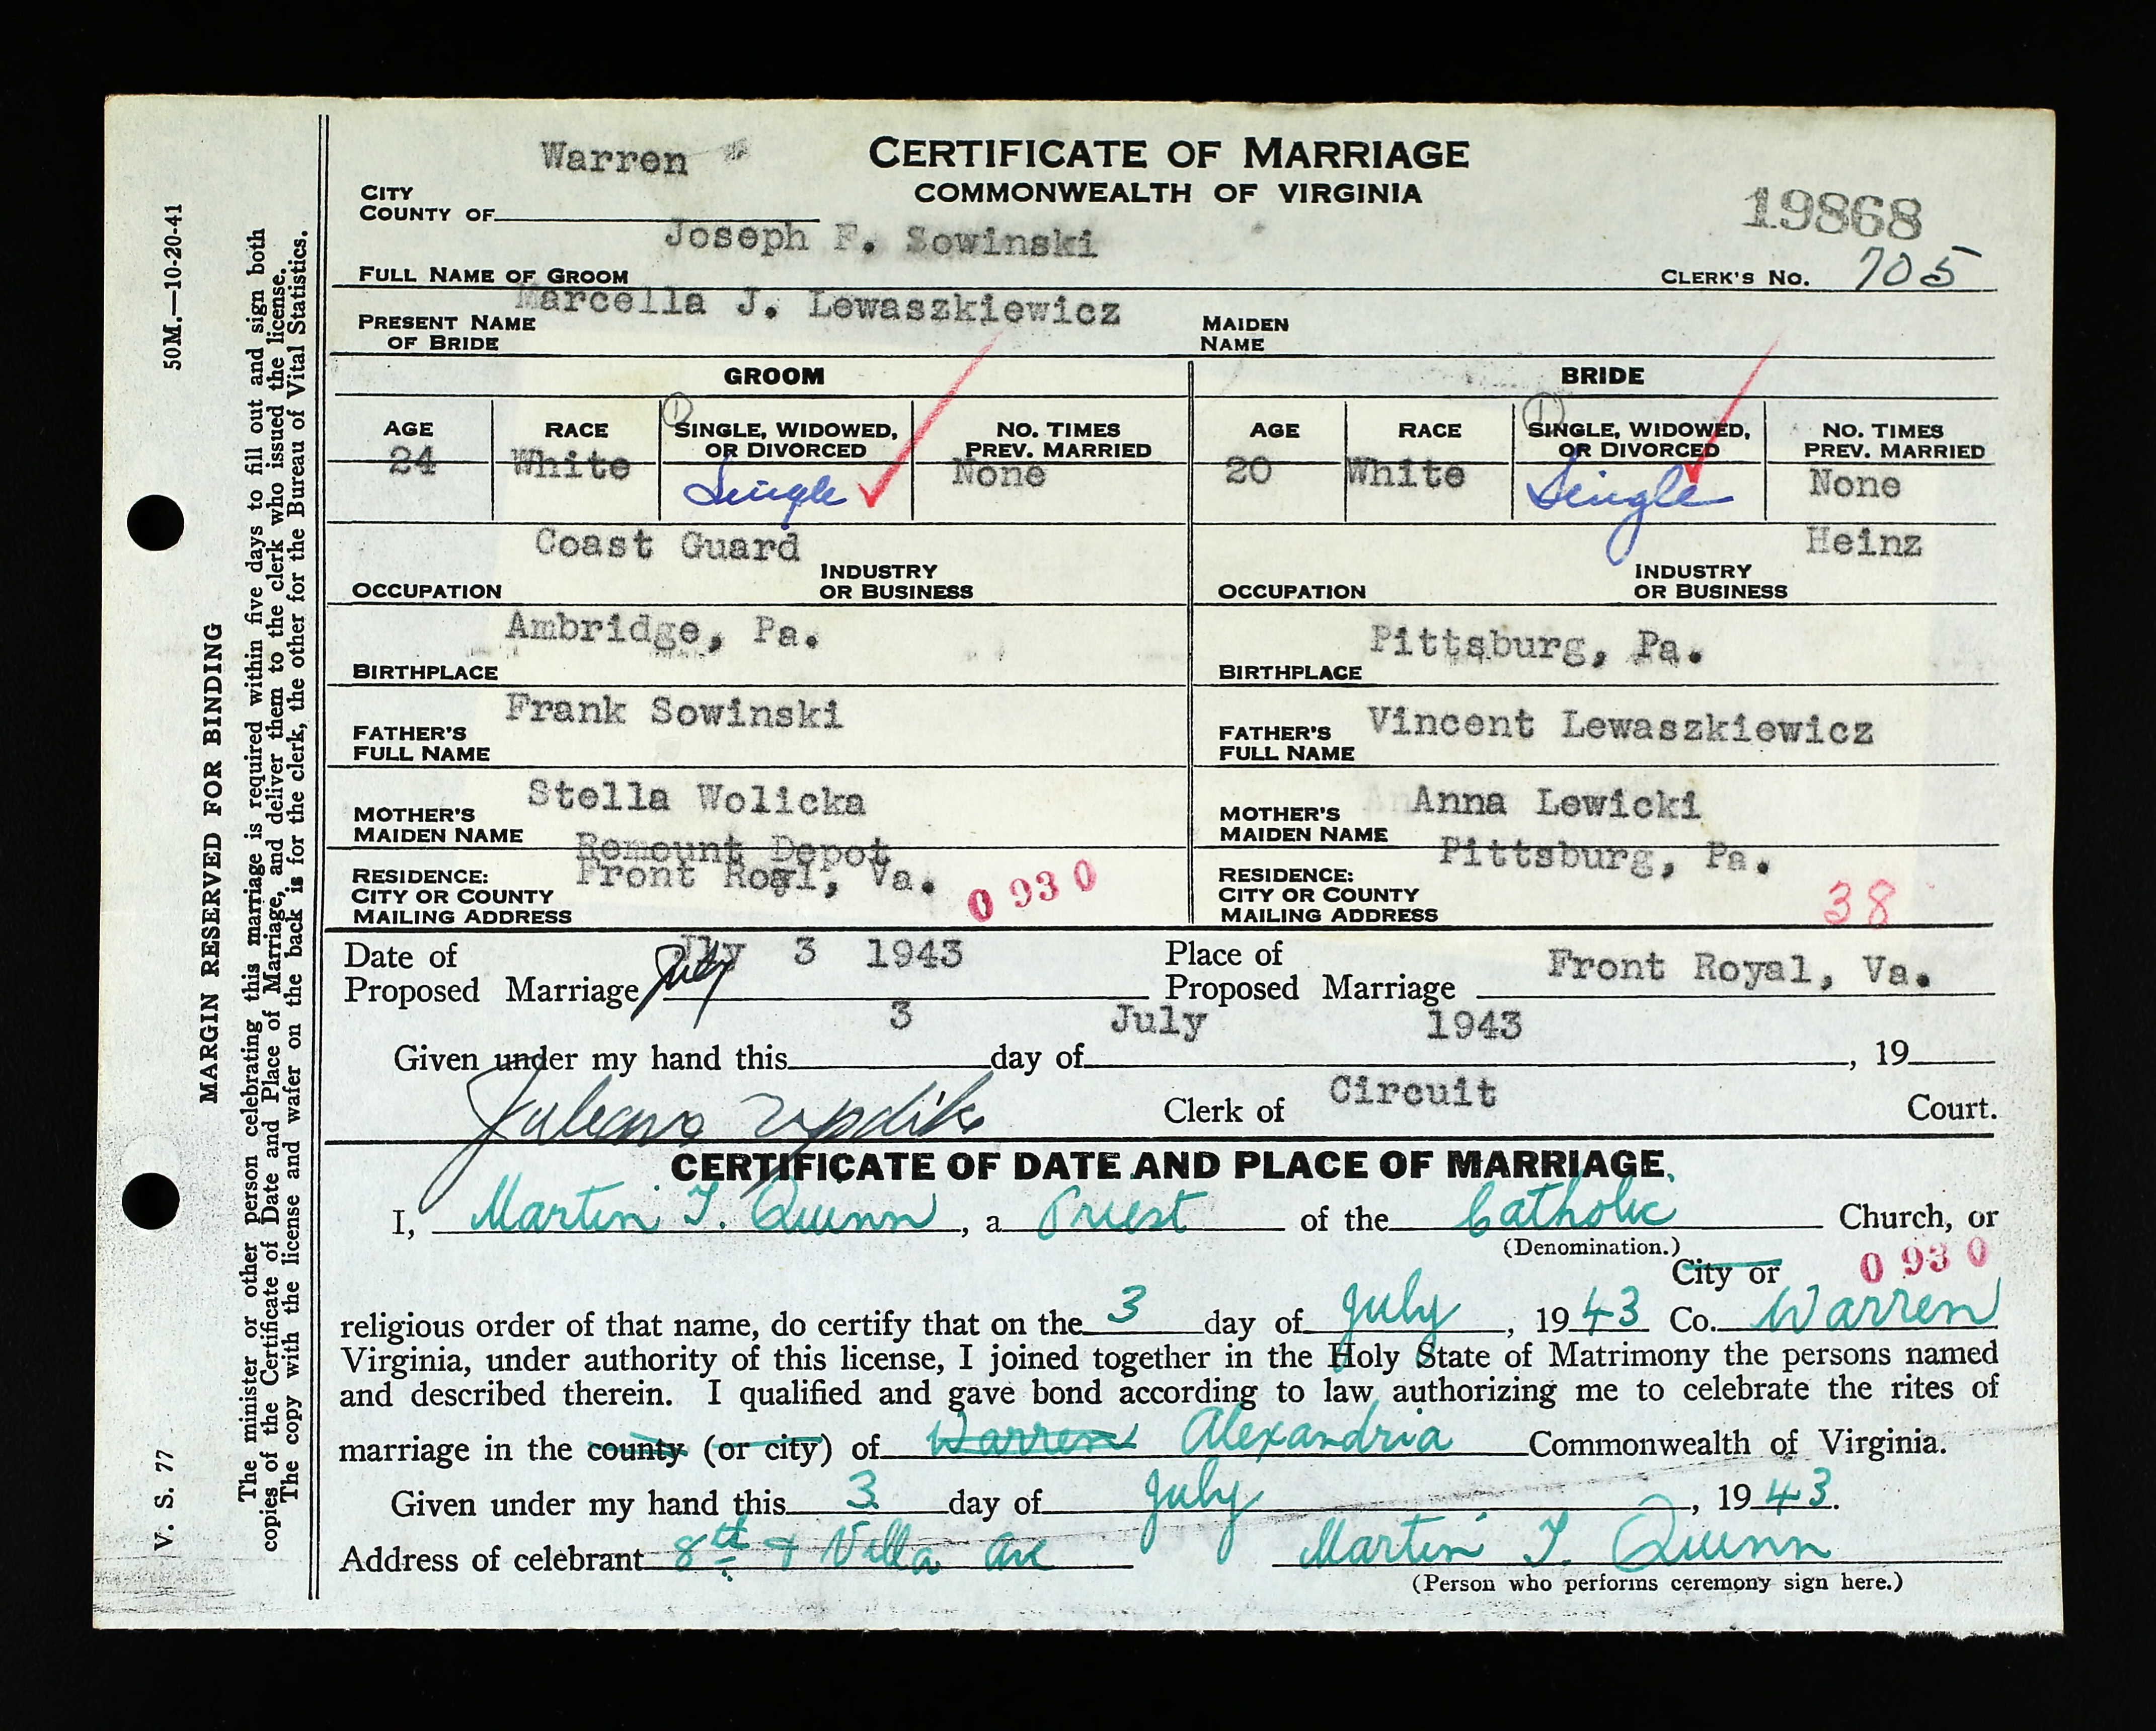 50M.—10-20-41
MARGIN RESERVED FOR BINDING
V. S. 77
The minister or other person celebrating this marriage is required within five days to fill out and sign both
copies of the Certificate of Date and Place of Marriage, and deliver them to the clerk who issued the license.
The copy with the license and wafer on the back is for the clerk, the other for the Bureau of Vital Statistics.
CERTIFICATE OF MARRIAGE
COMMONWEALTH OF VIRGINIA
CITY
COUNTY OF Warren
19868
FULL NAME OF GROOM Joseph F. Sowinski
CLERK'S No. 705
PRESENT NAME OF BRIDE Marcella J. Lewaszkiewicz MAIDEN NAME
GROOM BRIDE
AGE RACE SINGLE, WIDOWED, OR DIVORCED NO. TIMES PREV. MARRIED AGE RACE SINGLE, WIDOWED, OR DIVORCED NO. TIMES PREV. MARRIED
24 White Single None 20 White Single None
OCCUPATION Coast Guard INDUSTRY OR BUSINESS OCCUPATION INDUSTRY OR BUSINESS Heinz
BIRTHPLACE Ambridge, Pa. BIRTHPLACE Pittsburg, Pa.
FATHER'S FULL NAME Frank Sowinski FATHER'S FULL NAME Vincent Lewaszkiewicz
MOTHER'S MAIDEN NAME Stella Wolicka MOTHER'S MAIDEN NAME Anna Lewicki
RESIDENCE: CITY OR COUNTY MAILING ADDRESS Remount Depot Front Royl, Va. 0930 RESIDENCE: CITY OR COUNTY MAILING ADDRESS Pittsburg, Pa. 38
Date of Proposed Marriage July 3 1943 Place of Proposed Marriage Front Royal, Va.
Given under my hand this 3 day of July 1943, 19
Clerk of Circuit Court.
CERTIFICATE OF DATE AND PLACE OF MARRIAGE.
I, Martin T. Quinn, a Priest of the Catholic Church, or
(Denomination.)
City or 0930
religious order of that name, do certify that on the 3 day of July, 1943 Co. Warren
Virginia, under authority of this license, I joined together in the Holy State of Matrimony the persons named
and described therein. I qualified and gave bond according to law authorizing me to celebrate the rites of
marriage in the county (or city) of Warren Alexandria Commonwealth of Virginia.
Given under my hand this 3 day of July, 1943.
Address of celebrant 8th & Villa Ave Martin T. Quinn
(Person who performs ceremony sign here.)